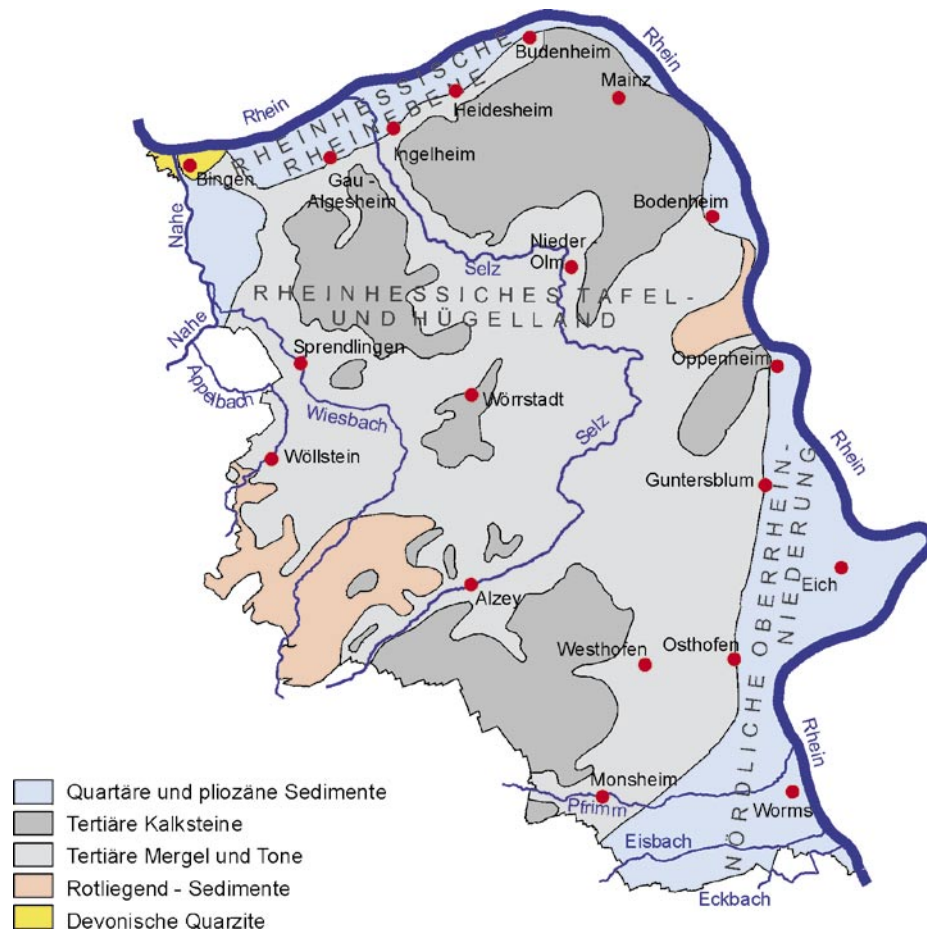 Rhein
Budenheim
Rhein
Mainz
RHEINHESSISCHE
RHEINEBENE
Heidesheim
Rhein
Ingelheim
Bingen
Gau -
Algesheim
Bodenheim
Nahe
Nieder -
Olm
Selz
RHEINHESSICHES TAFEL-
UND HÜGELLAND
Nahe
Sprendlingen
Oppenheim
Appelbach
Wiesbach
Wörrstadt
Selz
Rhein
Wöllstein
Guntersblum
NÖRDLICHE OBERRHEIN-
NIEDERUNG
Eich
Alzey
Westhofen
Osthofen
Rhein
Monsheim
Pfrimm
Worms
Eisbach
Eckbach
Quartäre und pliozäne Sedimente
Tertiäre Kalksteine
Tertiäre Mergel und Tone
Rotliegend - Sedimente
Devonische Quarzite